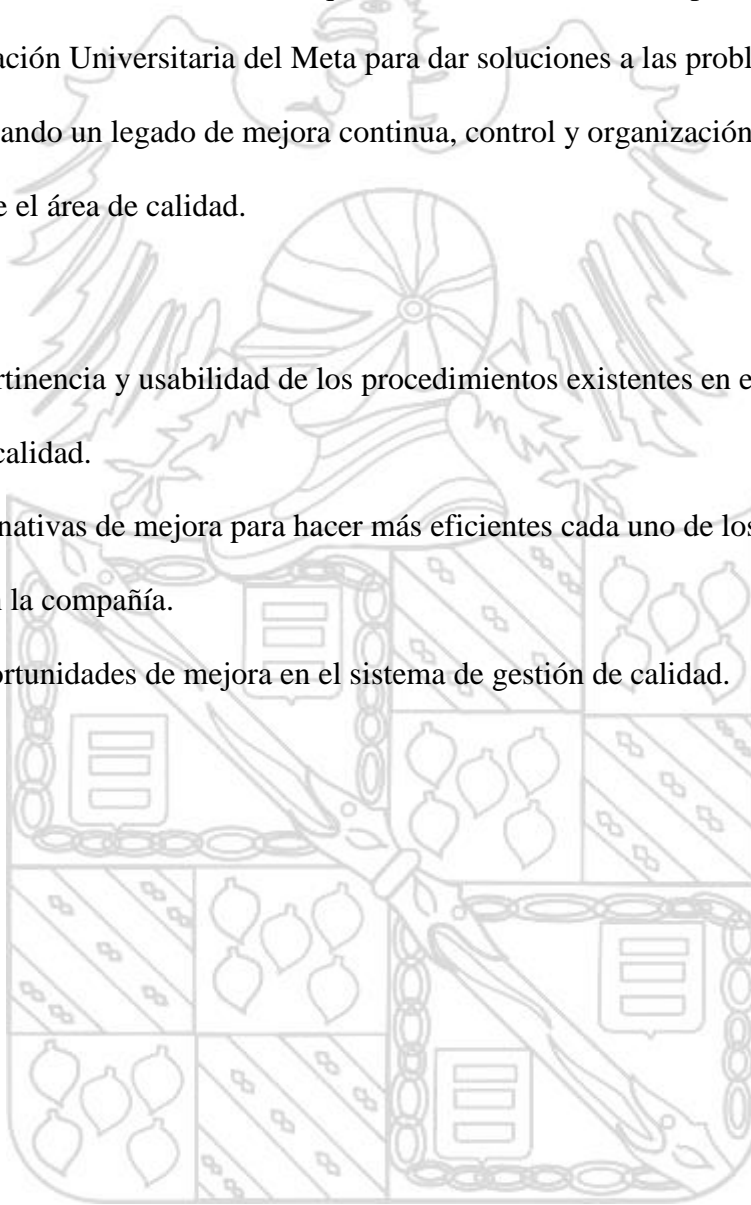 ación Universitaria del Meta para dar soluciones a las probl
ando un legado de mejora continua, control y organización
e el área de calidad.
rtinencia y usabilidad de los procedimientos existentes en e
calidad.
nativas de mejora para hacer más eficientes cada uno de los
n la compañía.
ortunidades de mejora en el sistema de gestión de calidad.